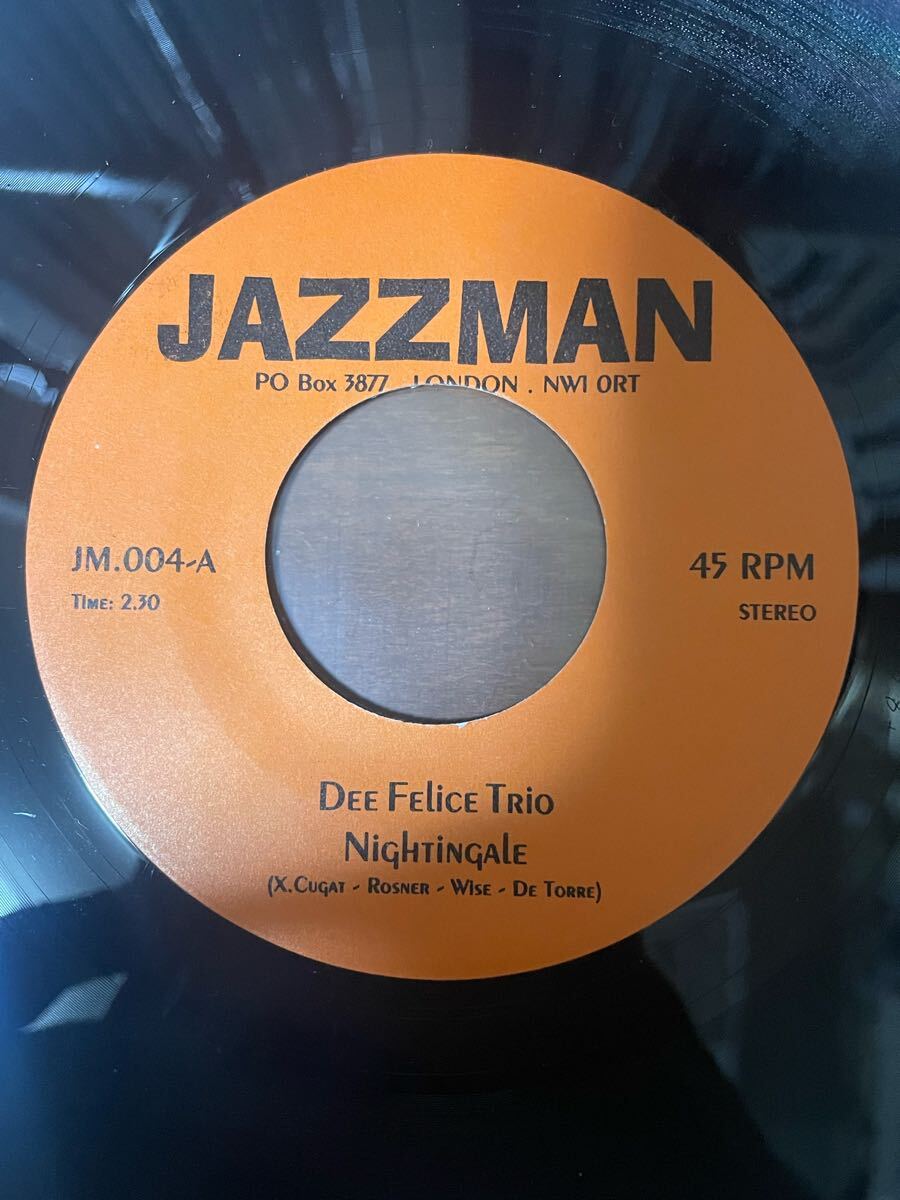 JAZZMAN
PO Box 3877 LONDON . NW1 0RT
JM.004-A
45 RPM
TIME: 2.30
STEREO
DEE FELICE TRIO
NIGHTINGALE
(X.CUGAT - ROSNER - WISE - DE TORRE)